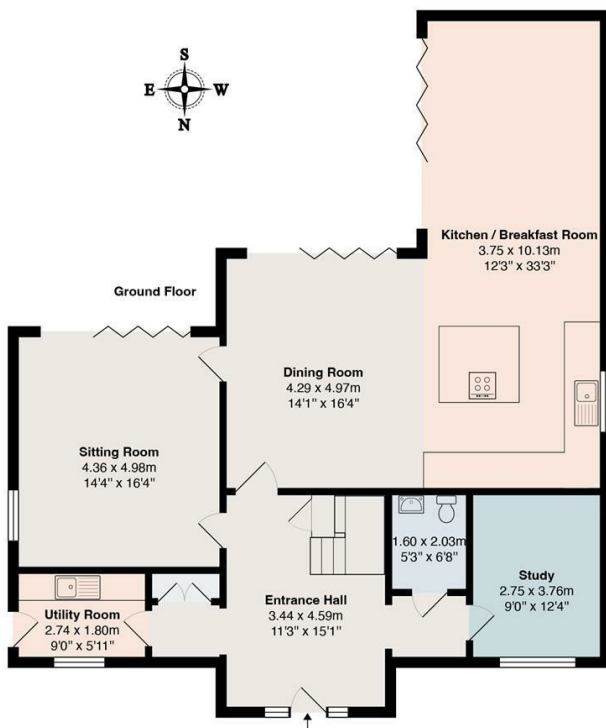 S
E W
N
Kitchen / Breakfast Room
3.75 x 10.13m
12'3" x 33'3"
Ground Floor
Dining Room
4.29 x 4.97m
14'1" x 16'4"
Sitting Room
4.36 x 4.98m
14'4" x 16'4"
1.60 x 2.03m
5'3" x 6'8"
Study
2.75 x 3.76m
9'0" x 12'4"
Entrance Hall
3.44 x 4.59m
11'3" x 15'1"
Utility Room
2.74 x 1.80m
9'0" x 5'11"